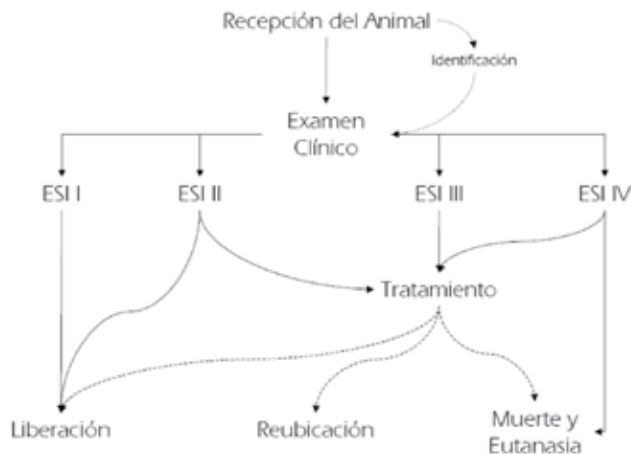 Recepción del Animal
Identificación
Examen
Clínico
ESI I
ESI II
ESI III
ESI IV
Tratamiento
Liberación
Reubicación
Muerte y
Eutanasia